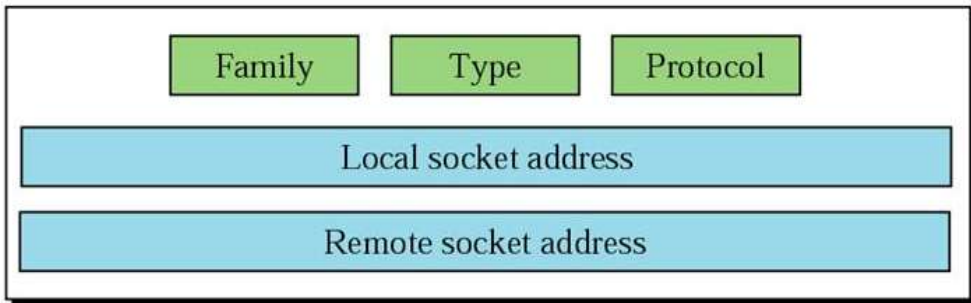 Family Type Protocol
Local socket address
Remote socket address